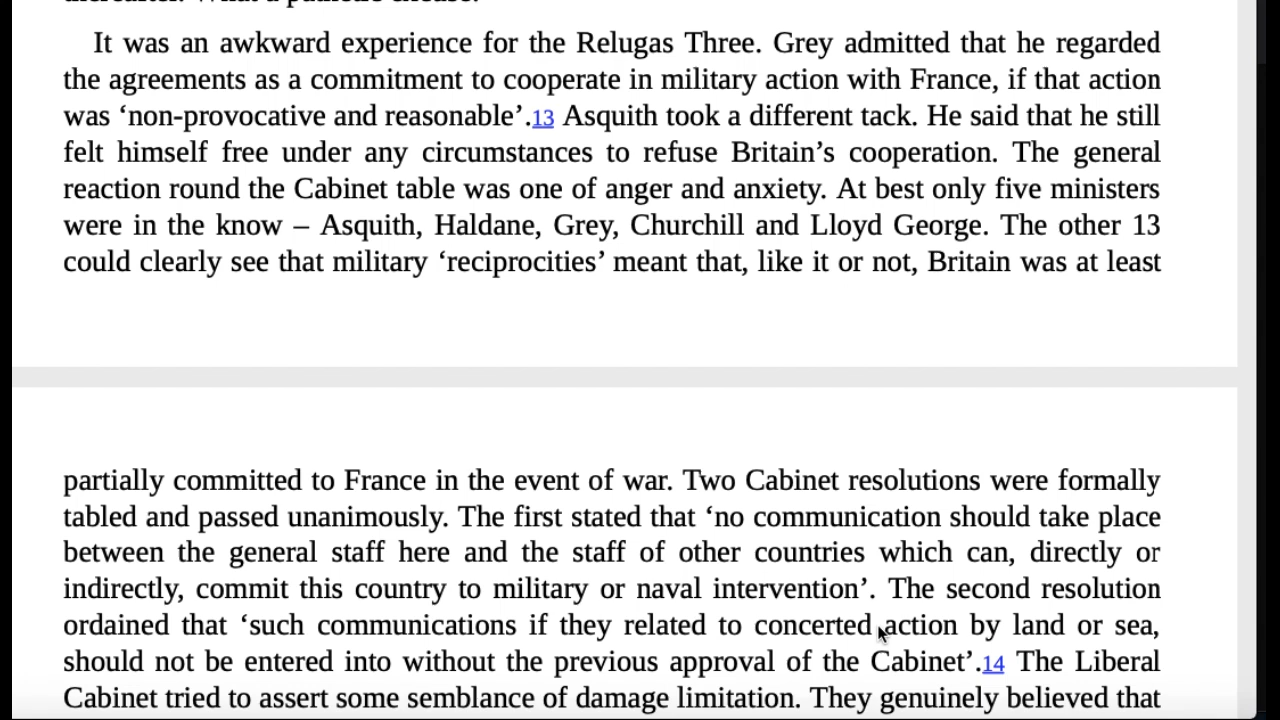 thereafter. What a pathetic excuse.
It was an awkward experience for the Relugas Three. Grey admitted that he regarded
the agreements as a commitment to cooperate in military action with France, if that action
was ‘non-provocative and reasonable’.13 Asquith took a different tack. He said that he still
felt himself free under any circumstances to refuse Britain’s cooperation. The general
reaction round the Cabinet table was one of anger and anxiety. At best only five ministers
were in the know – Asquith, Haldane, Grey, Churchill and Lloyd George. The other 13
could clearly see that military ‘reciprocities’ meant that, like it or not, Britain was at least
partially committed to France in the event of war. Two Cabinet resolutions were formally
tabled and passed unanimously. The first stated that ‘no communication should take place
between the general staff here and the staff of other countries which can, directly or
indirectly, commit this country to military or naval intervention’. The second resolution
ordained that ‘such communications if they related to concerted action by land or sea,
should not be entered into without the previous approval of the Cabinet’.14 The Liberal
Cabinet tried to assert some semblance of damage limitation. They genuinely believed that